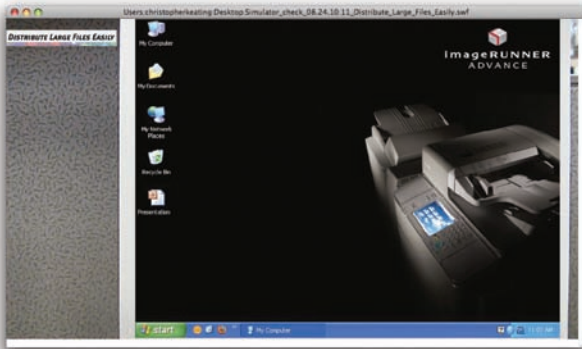 Users:christopherkeating:Desktop:Simulator_check_08.24.10:11_Distribute_Large_Files_Easily.swf
DISTRIBUTE LARGE FILES EASILY
My Computer
My Documents
My Network
Places
Recycle Bin
Presentation
imageRUNNER
ADVANCE
start
My Computer